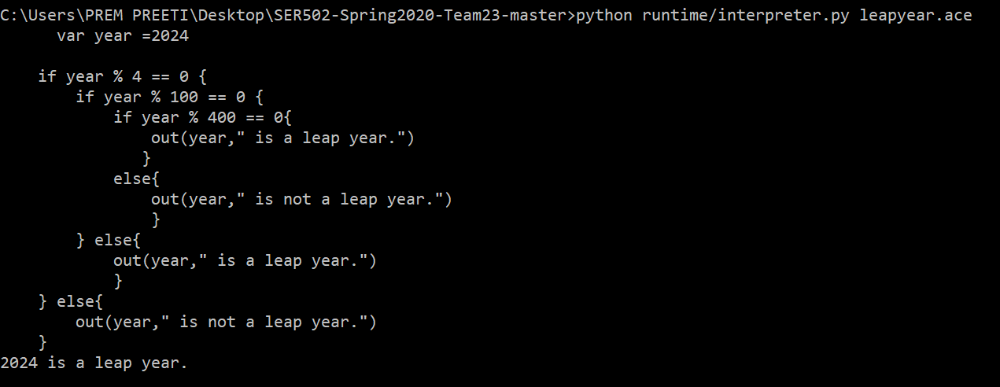 C:\Users\PREM PREETI\Desktop\SER502-Spring2020-Team23-master>python runtime/interpreter.py leapyear.ace
      var year =2024

    if year % 4 == 0 {
        if year % 100 == 0 {
            if year % 400 == 0{
                out(year," is a leap year.")
               }
            else{
                out(year," is not a leap year.")
                }
        } else{
            out(year," is a leap year.")
            }
    } else{
        out(year," is not a leap year.")
    }
2024 is a leap year.